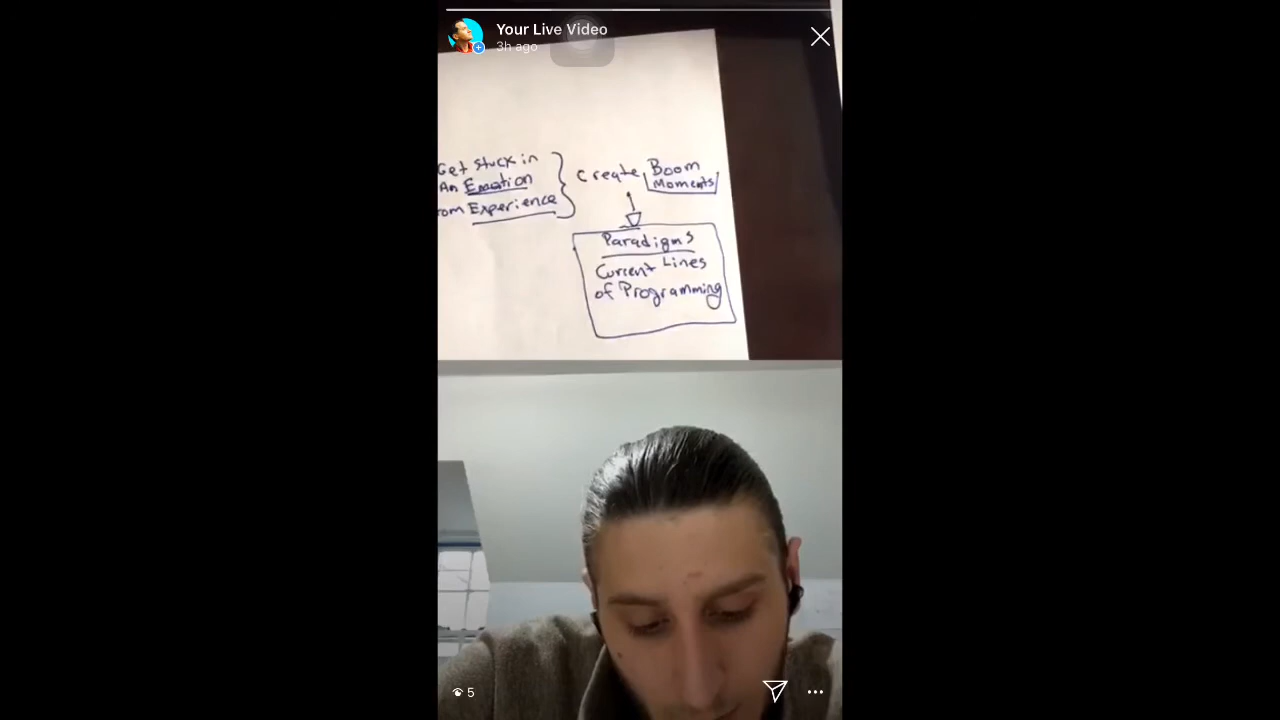 Your Live Video
3h ago
Get Stuck in
An Emotion
Experience
Create Boom
Moments
Paradigms
Current Lines
of Programming
5